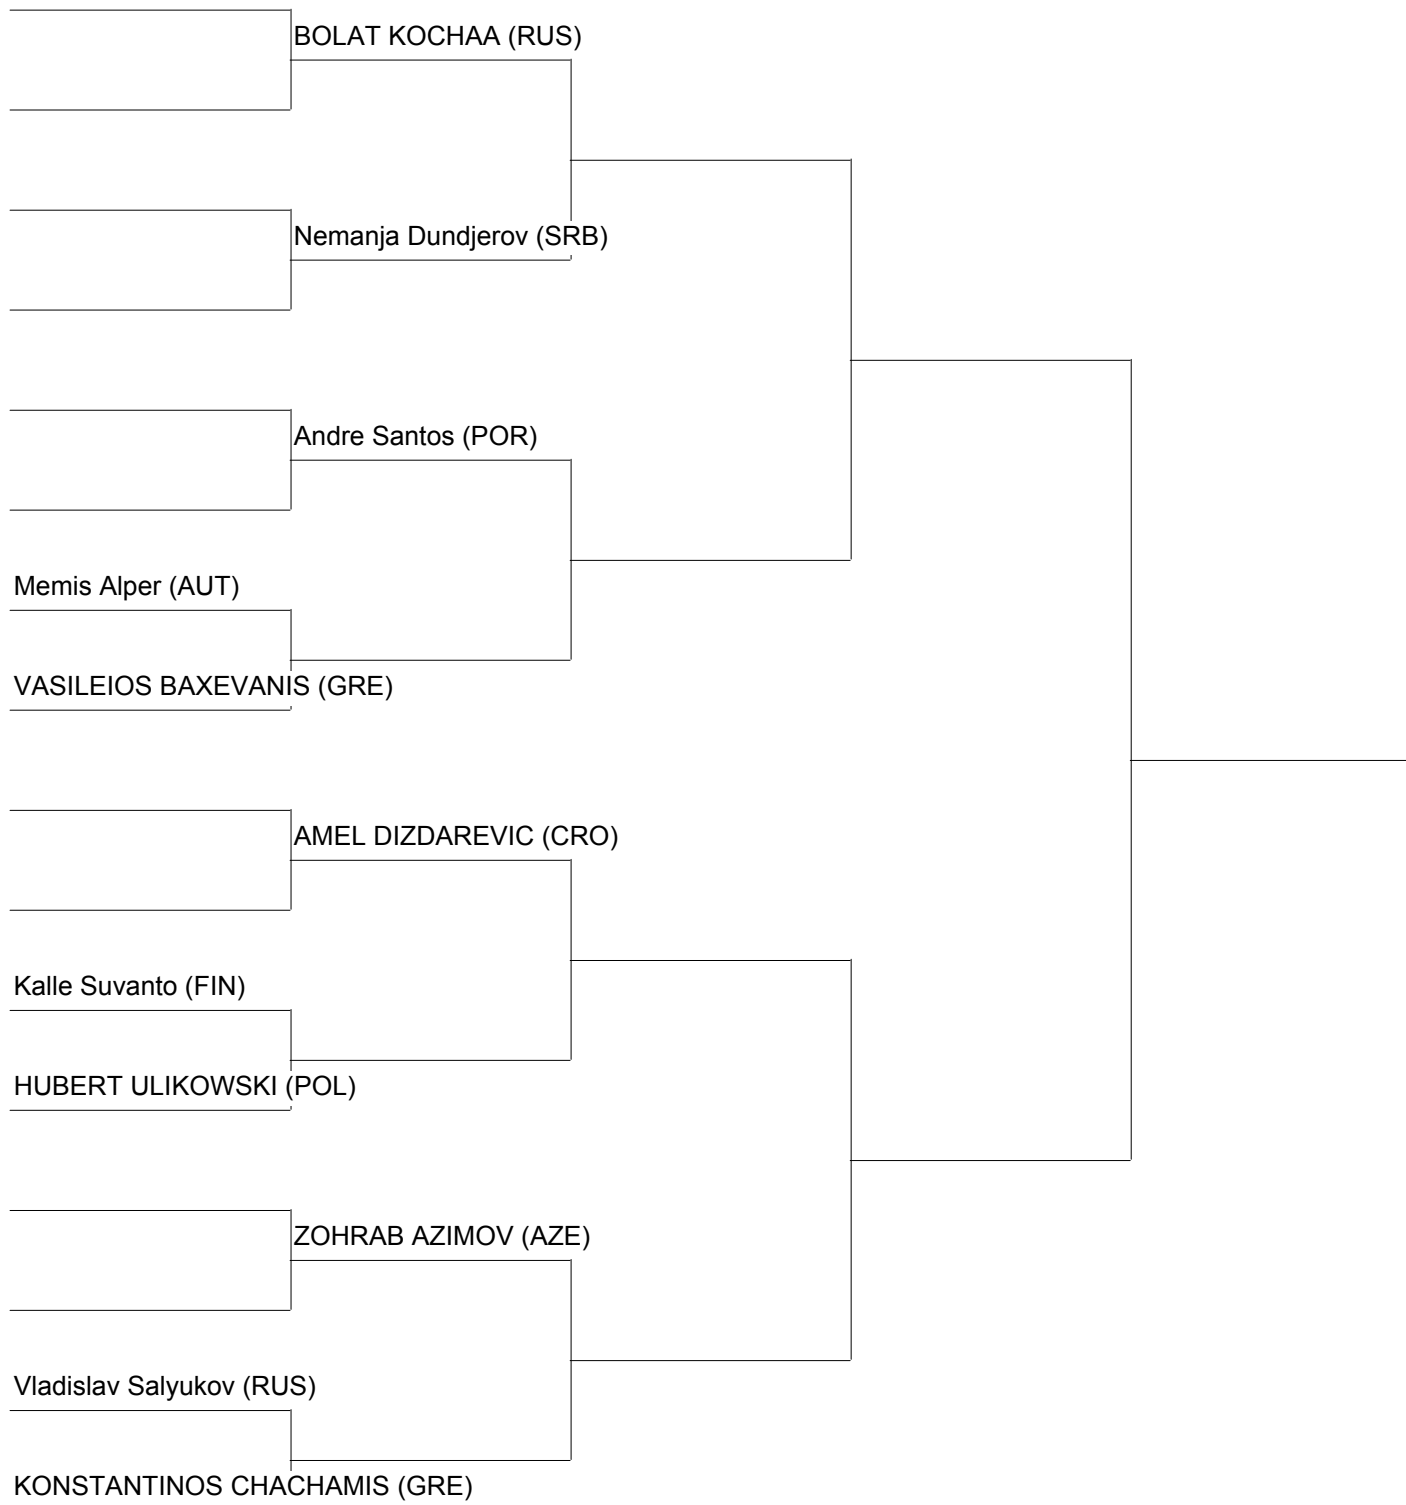 BOLAT KOCHAA (RUS)
Nemanja Dundjerov (SRB)
Andre Santos (POR)
Memis Alper (AUT)
VASILEIOS BAXEVANIS (GRE)
AMEL DIZDAREVIC (CRO)
Kalle Suvanto (FIN)
HUBERT ULIKOWSKI (POL)
ZOHRAB AZIMOV (AZE)
Vladislav Salyukov (RUS)
KONSTANTINOS CHACHAMIS (GRE)